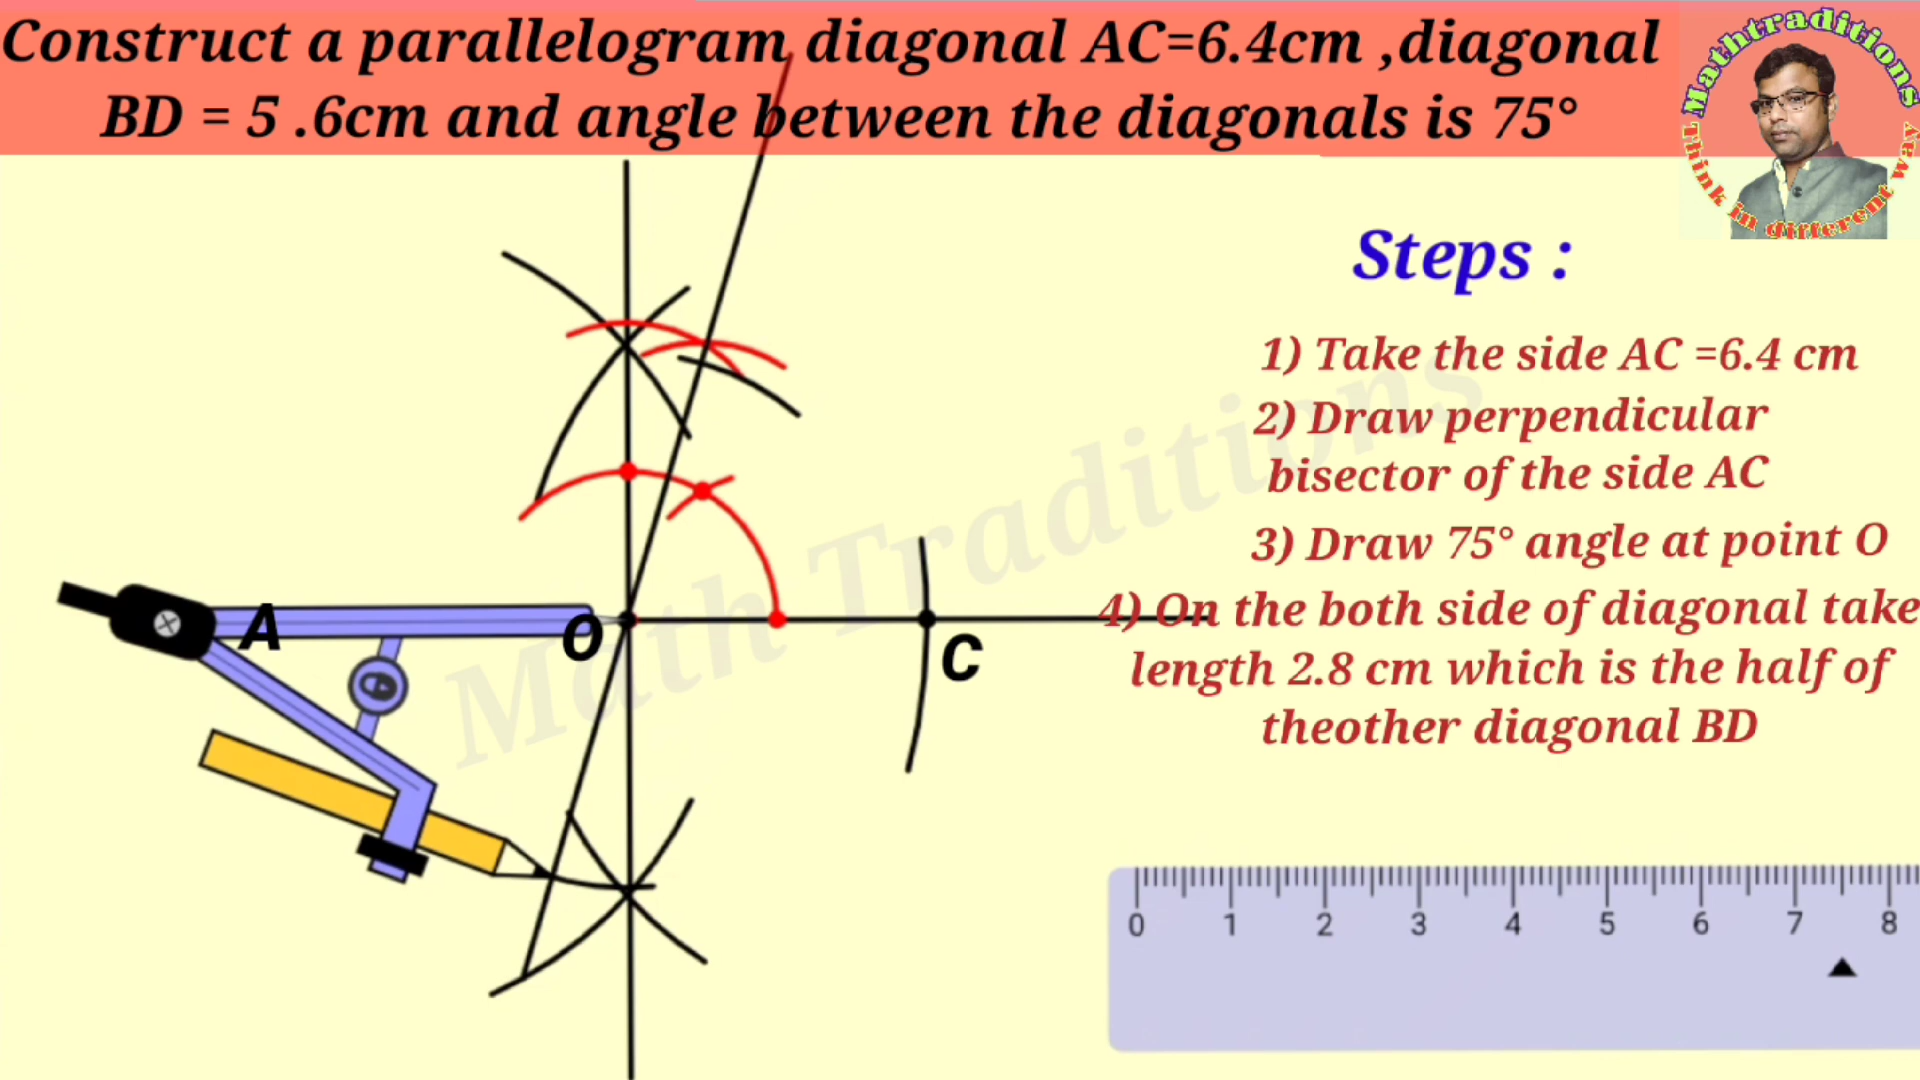 Construct a parallelogram diagonal AC=6.4cm ,diagonal
BD = 5 .6cm and angle between the diagonals is 75°
Mathtraditions
Think in different way
Steps :
1) Take the side AC =6.4 cm
2) Draw perpendicular
bisector of the side AC
3) Draw 75° angle at point O
4) On the both side of diagonal take
length 2.8 cm which is the half of
theother diagonal BD
A
O
C
Math Traditions
0 1 2 3 4 5 6 7 8